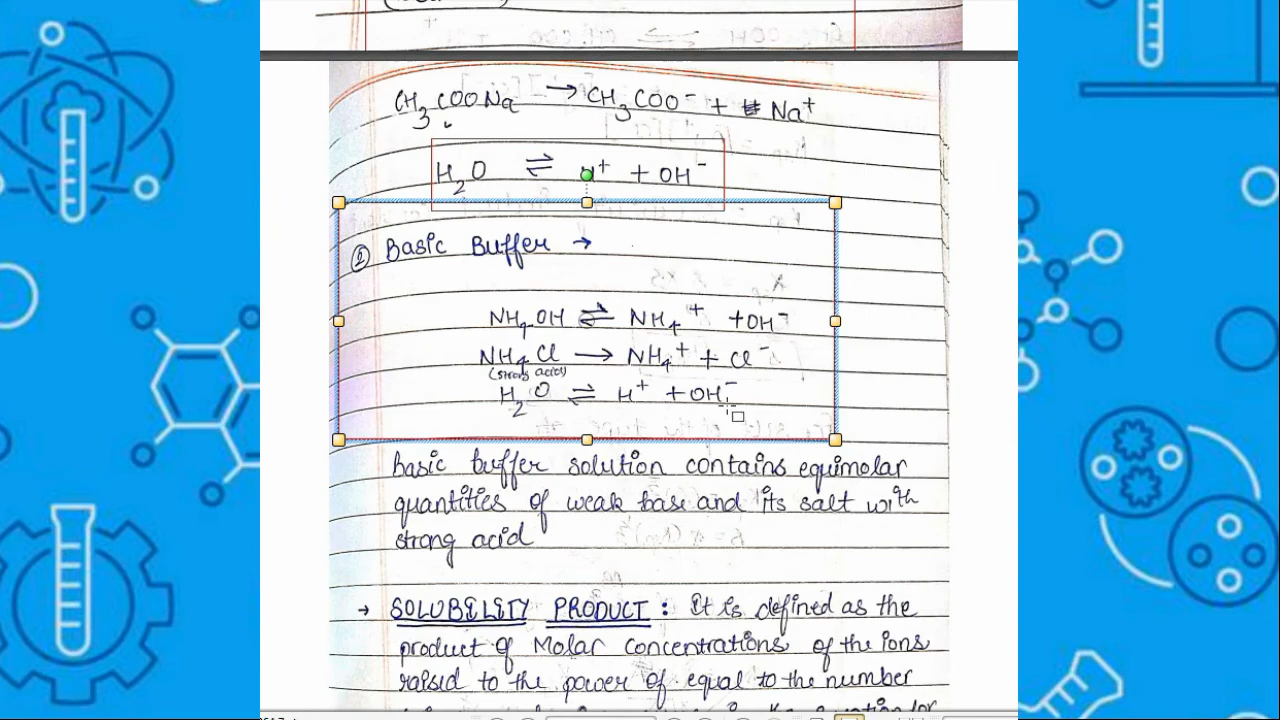 CH₃COONa → CH₃COO⁻ + Na⁺
H₂O ⇌ H⁺ + OH⁻
② Basic Buffer →
NH₄OH ⇌ NH₄⁺ + OH⁻
NH₄Cl → NH₄⁺ + Cl⁻
(strong acid)
H₂O ⇌ H⁺ + OH⁻
Basic buffer solution contains equimolar
quantities of weak base and its salt with
strong acid
→ SOLUBILITY PRODUCT : It is defined as the
product of Molar concentrations of the ions
raised to the power of equal to the number